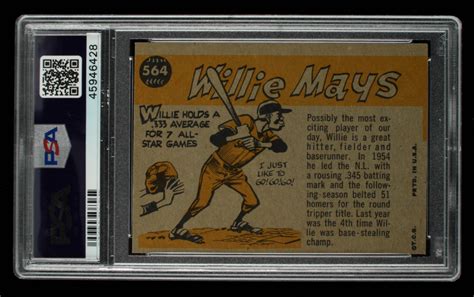 45946428
PSA
564
Willie Mays
WILLIE HOLDS A
.333 AVERAGE
FOR 7 ALL-
STAR GAMES
I JUST
LIKE TO
GO! GO! GO!
Possibly the most ex-
citing player of our
day, Willie is a great
hitter, fielder and
baserunner. In 1954
he led the N.L. with
a rousing .345 batting
mark and the follow-
ing season belted 51
homers for the round
tripper title. Last year
was the 4th time Wil-
lie was base-stealing
champ.
©T.C.G.
PRTD. IN U.S.A.